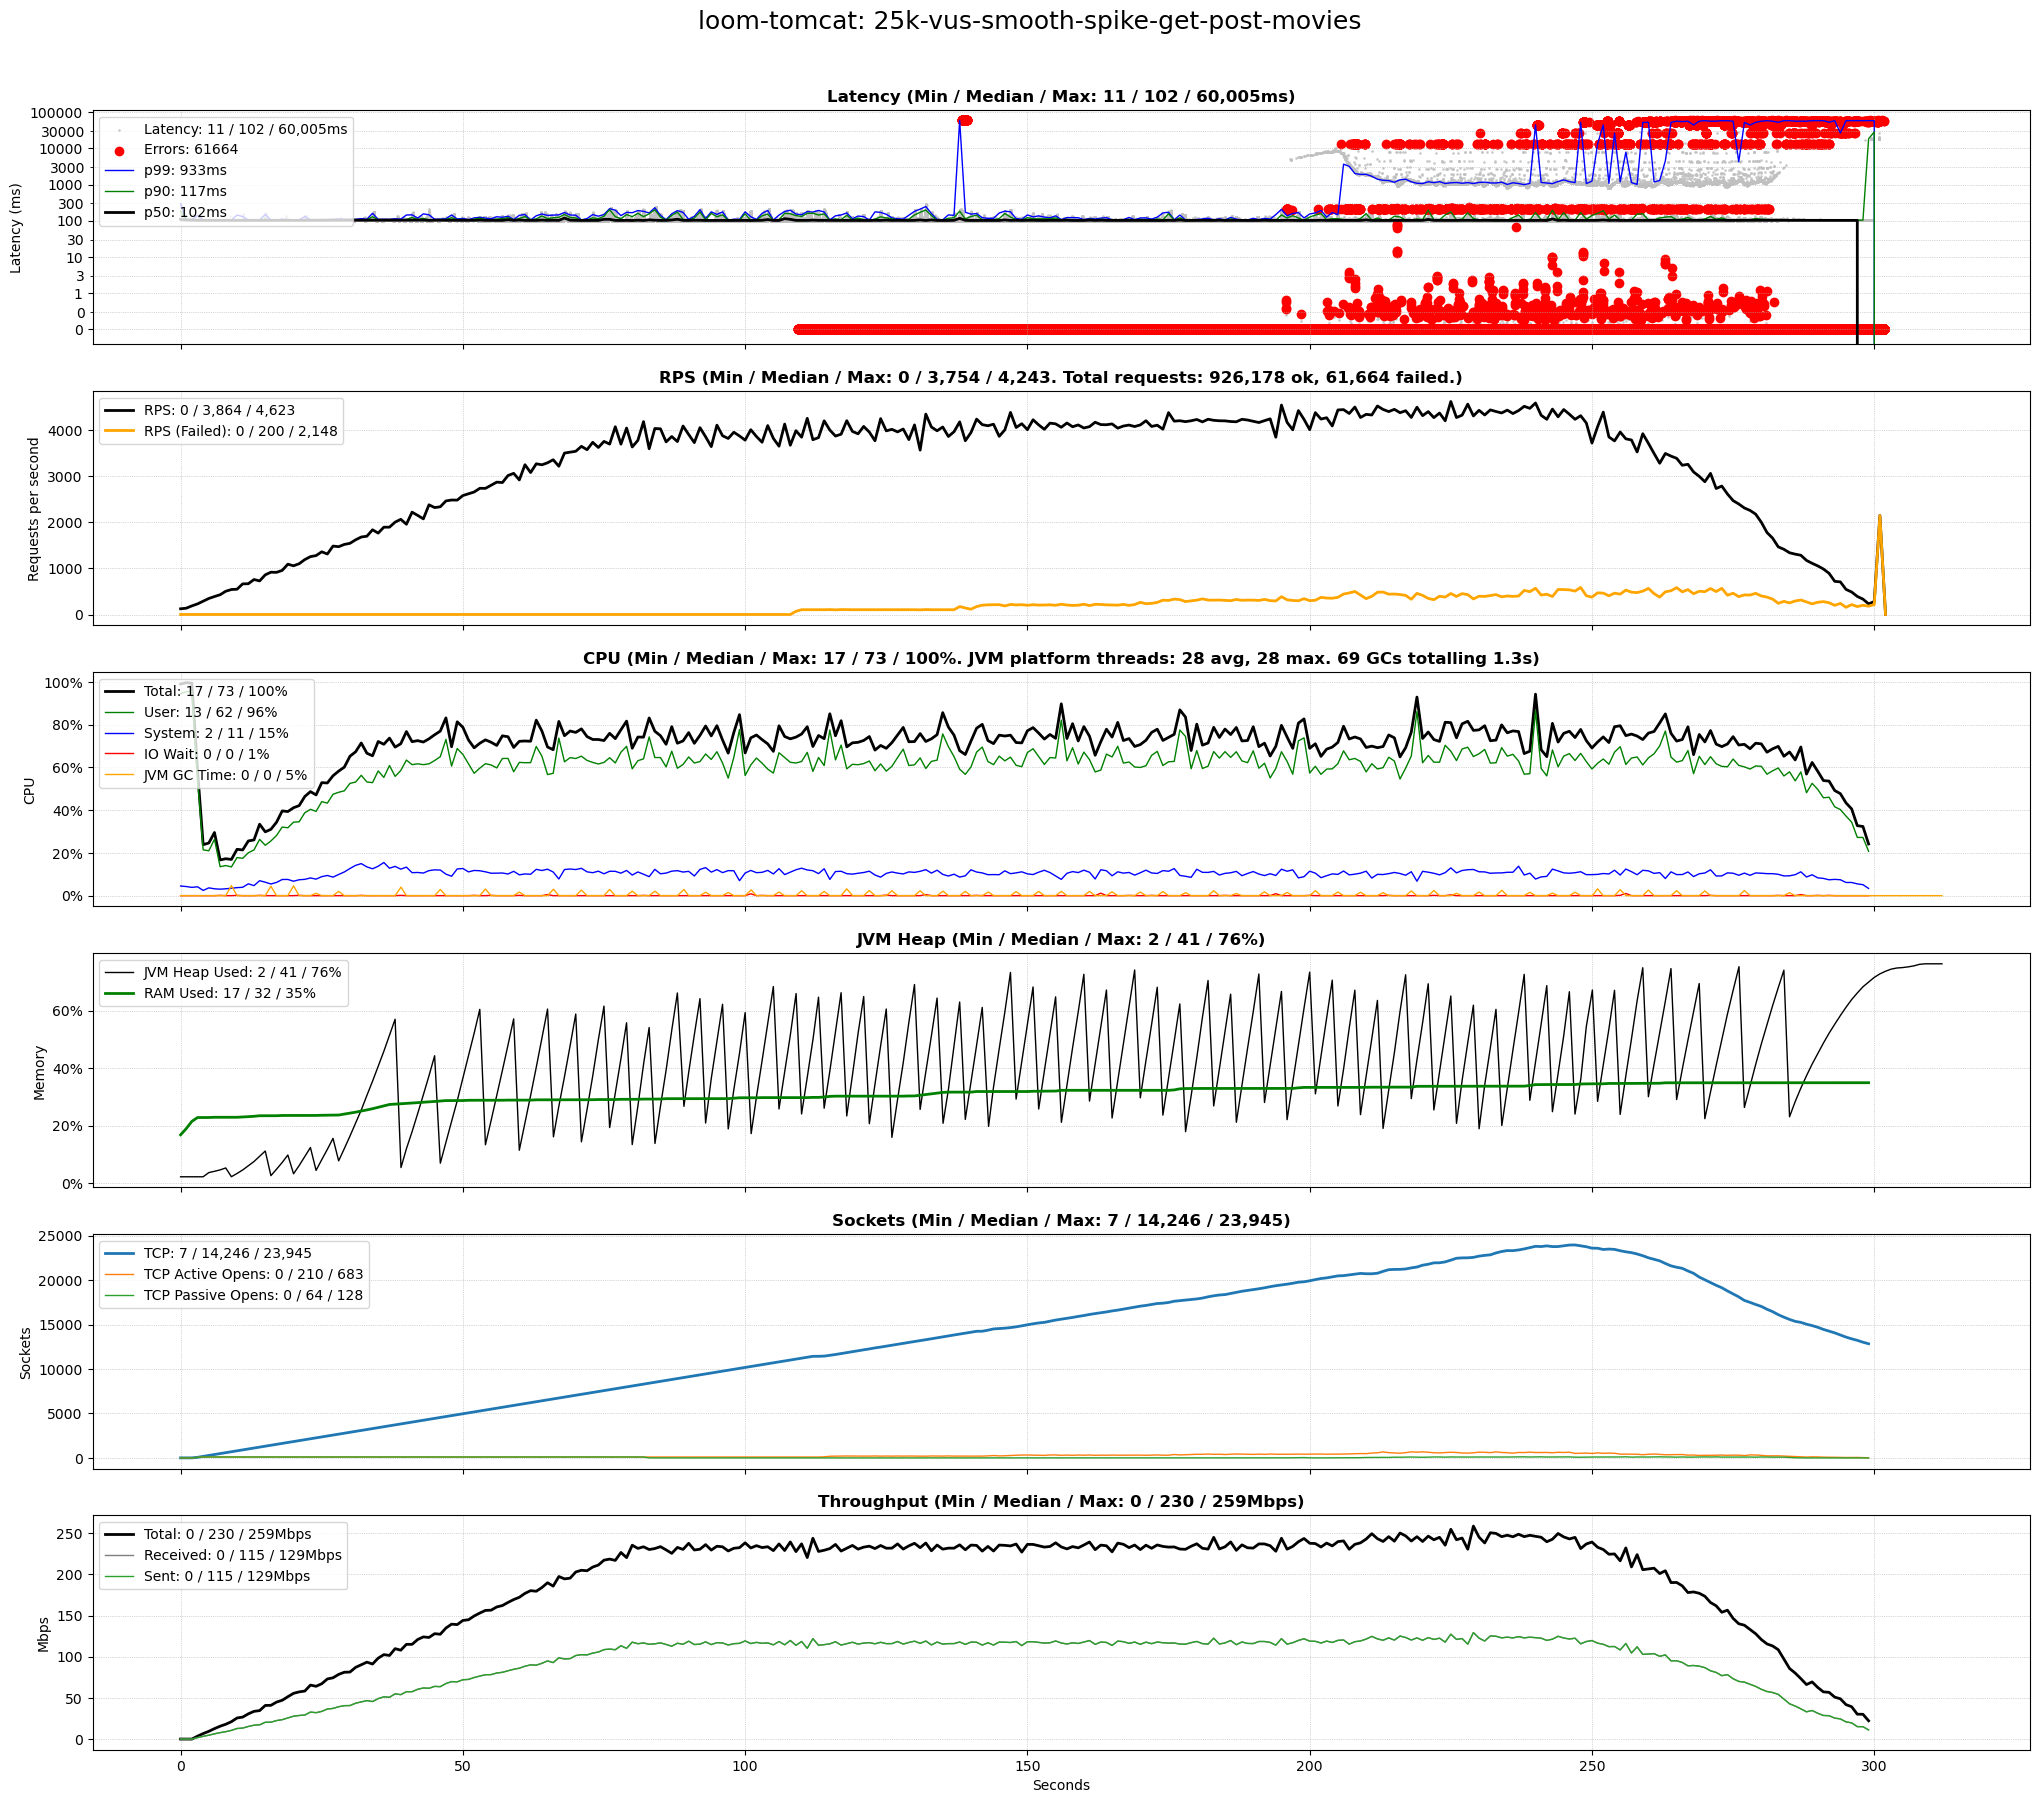 loom-tomcat: 25k-vus-smooth-spike-get-post-movies
Latency (Min / Median / Max: 11 / 102 / 60,005ms)
Latency (ms)
100000
30000
10000
3000
1000
300
100
30
10
3
1
0
0
Latency: 11 / 102 / 60,005ms
Errors: 61664
p99: 933ms
p90: 117ms
p50: 102ms
RPS (Min / Median / Max: 0 / 3,754 / 4,243. Total requests: 926,178 ok, 61,664 failed.)
Requests per second
4000
3000
2000
1000
0
RPS: 0 / 3,864 / 4,623
RPS (Failed): 0 / 200 / 2,148
CPU (Min / Median / Max: 17 / 73 / 100%. JVM platform threads: 28 avg, 28 max. 69 GCs totalling 1.3s)
CPU
100%
80%
60%
40%
20%
0%
Total: 17 / 73 / 100%
User: 13 / 62 / 96%
System: 2 / 11 / 15%
IO Wait: 0 / 0 / 1%
JVM GC Time: 0 / 0 / 5%
JVM Heap (Min / Median / Max: 2 / 41 / 76%)
Memory
60%
40%
20%
0%
JVM Heap Used: 2 / 41 / 76%
RAM Used: 17 / 32 / 35%
Sockets (Min / Median / Max: 7 / 14,246 / 23,945)
Sockets
25000
20000
15000
10000
5000
0
TCP: 7 / 14,246 / 23,945
TCP Active Opens: 0 / 210 / 683
TCP Passive Opens: 0 / 64 / 128
Throughput (Min / Median / Max: 0 / 230 / 259Mbps)
Mbps
250
200
150
100
50
0
Total: 0 / 230 / 259Mbps
Received: 0 / 115 / 129Mbps
Sent: 0 / 115 / 129Mbps
0 50 100 150 200 250 300
Seconds